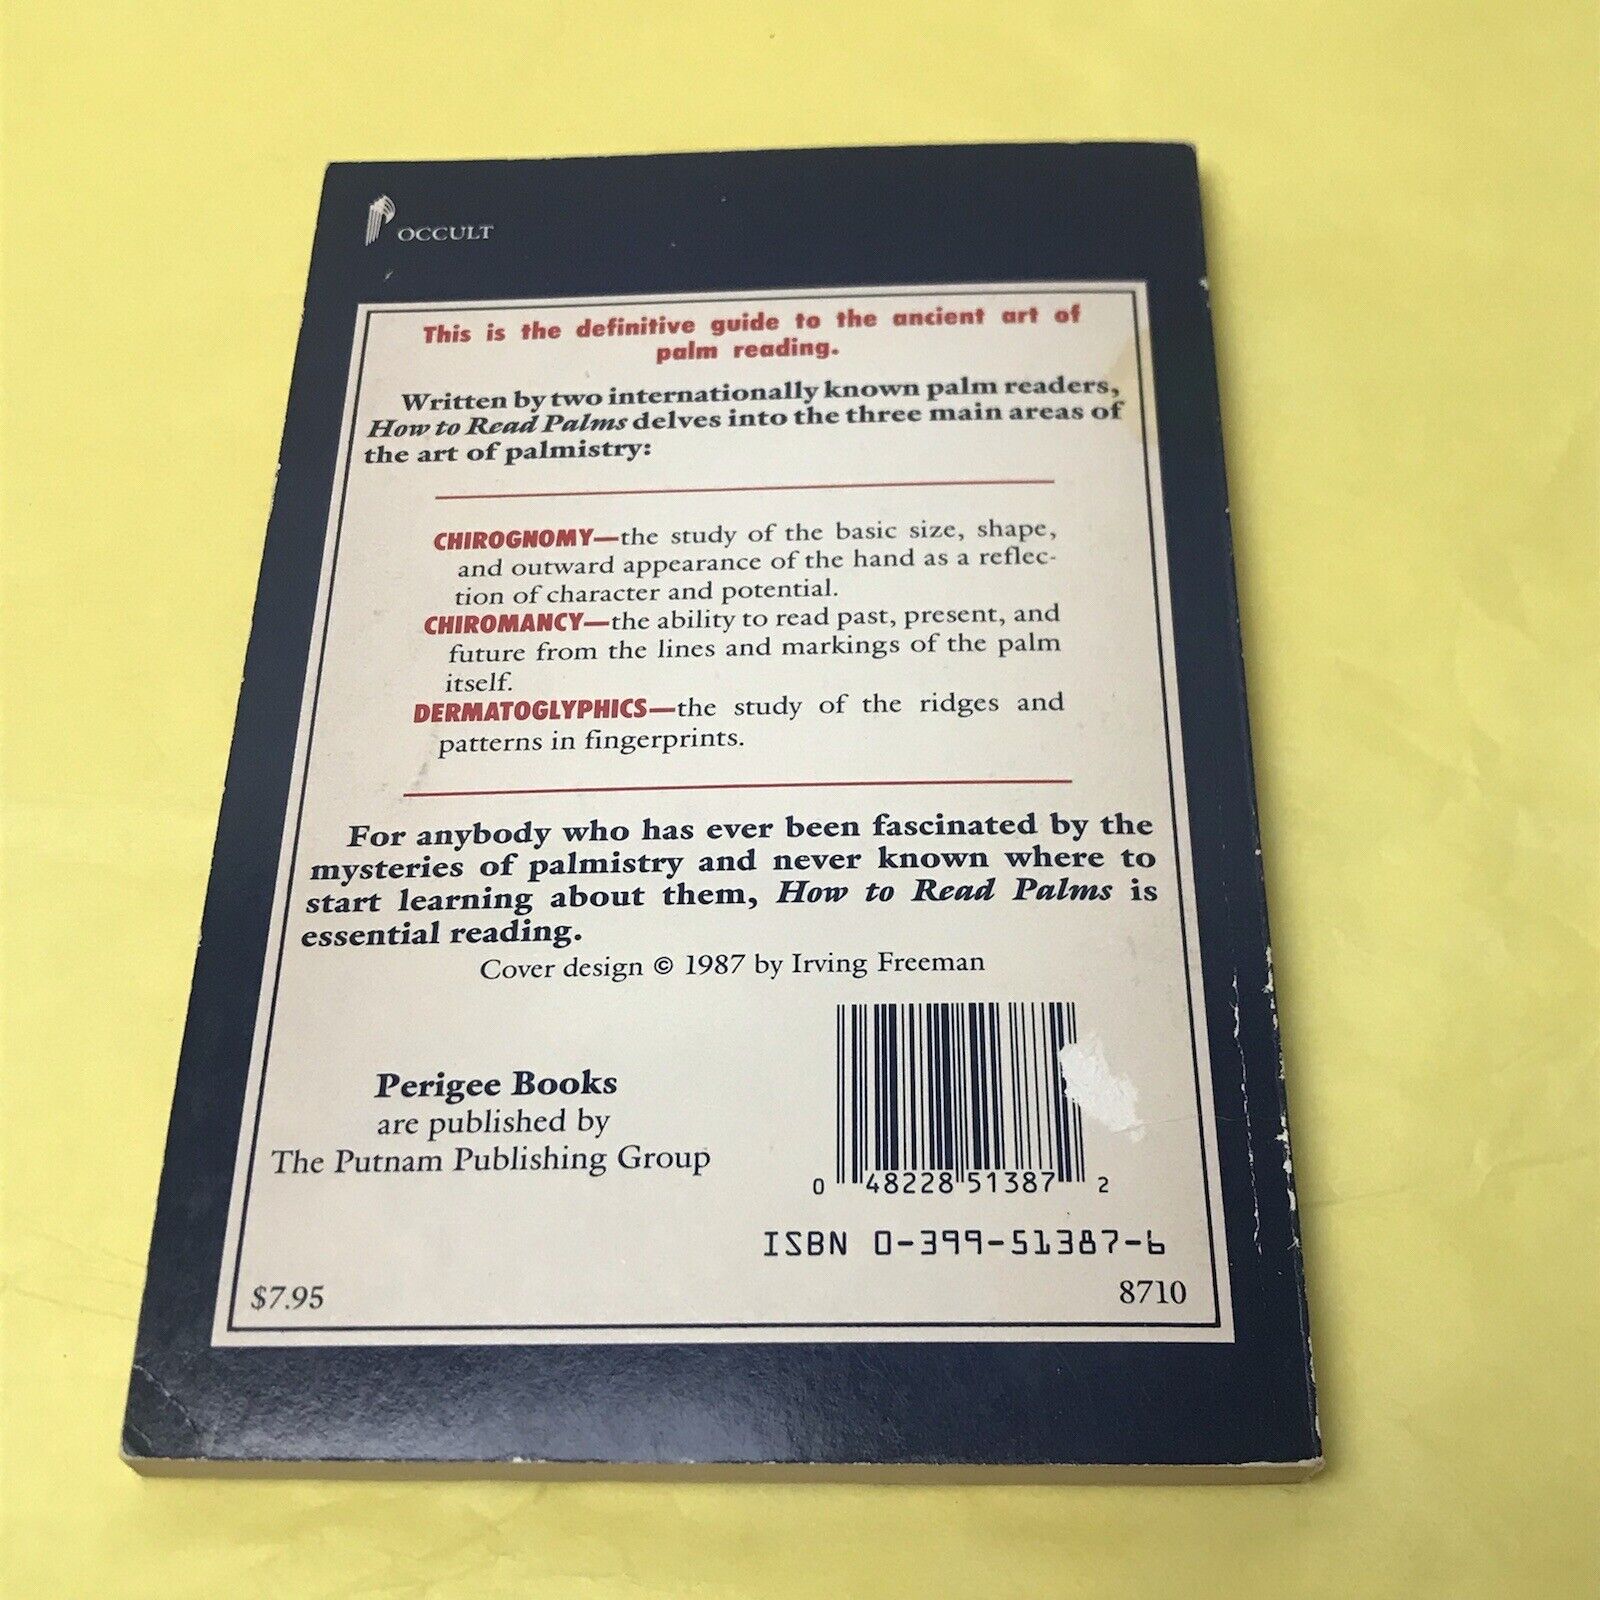 OCCULT
This is the definitive guide to the ancient art of
palm reading.
Written by two internationally known palm readers,
How to Read Palms delves into the three main areas of
the art of palmistry:
CHIROGNOMY—the study of the basic size, shape,
and outward appearance of the hand as a reflec-
tion of character and potential.
CHIROMANCY—the ability to read past, present, and
future from the lines and markings of the palm
itself.
DERMATOGLYPHICS—the study of the ridges and
patterns in fingerprints.
For anybody who has ever been fascinated by the
mysteries of palmistry and never known where to
start learning about them, How to Read Palms is
essential reading.
Cover design © 1987 by Irving Freeman
Perigee Books
are published by
The Putnam Publishing Group
0 48228 51387 2
ISBN 0-399-51387-6
$7.95
8710